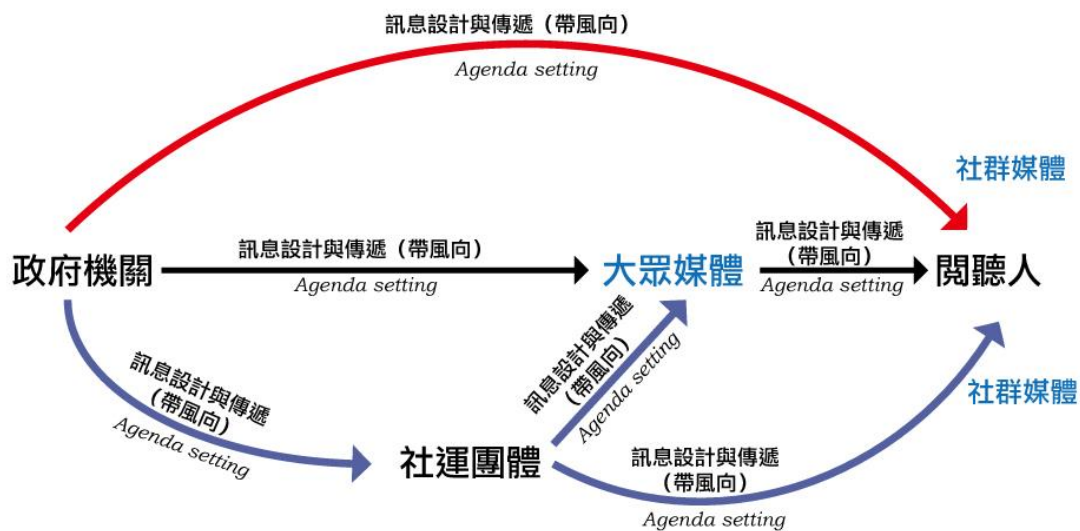 訊息設計與傳遞（帶風向）
Agenda setting
社群媒體
訊息設計與傳遞（帶風向）
Agenda setting
訊息設計與傳遞
（帶風向）
Agenda setting
政府機關
大眾媒體
閱聽人
訊息設計與傳遞
（帶風向）
Agenda setting
訊息設計與傳遞
（帶風向）
Agenda setting
社群媒體
社運團體
訊息設計與傳遞
（帶風向）
Agenda setting